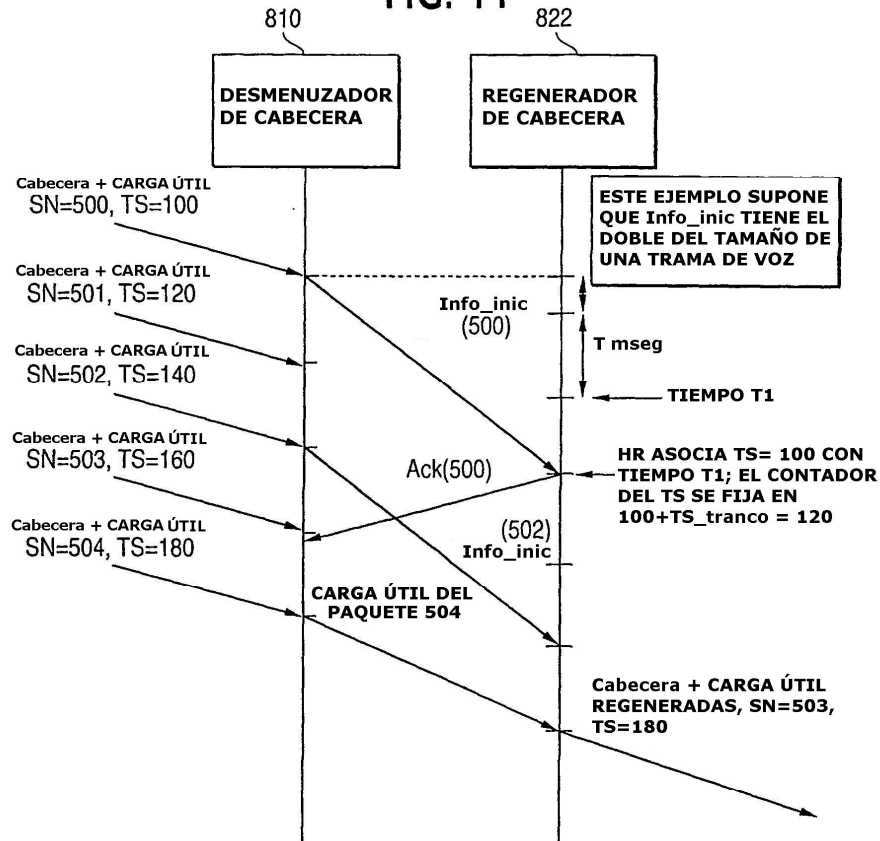 810
822
DESMENUZADOR
DE CABECERA
REGENERADOR
DE CABECERA
Cabecera + CARGA ÚTIL
SN=500, TS=100
ESTE EJEMPLO SUPONE
QUE Info_inic TIENE EL
DOBLE DEL TAMAÑO DE
UNA TRAMA DE VOZ
Cabecera + CARGA ÚTIL
SN=501, TS=120
Info_inic
(500)
T mseg
Cabecera + CARGA ÚTIL
SN=502, TS=140
TIEMPO T1
Cabecera + CARGA ÚTIL
SN=503, TS=160
Ack(500)
HR ASOCIA TS= 100 CON
TIEMPO T1; EL CONTADOR
DEL TS SE FIJA EN
100+TS_tranco = 120
Cabecera + CARGA ÚTIL
SN=504, TS=180
(502)
Info_inic
CARGA ÚTIL DEL
PAQUETE 504
Cabecera + CARGA ÚTIL
REGENERADAS, SN=503,
TS=180